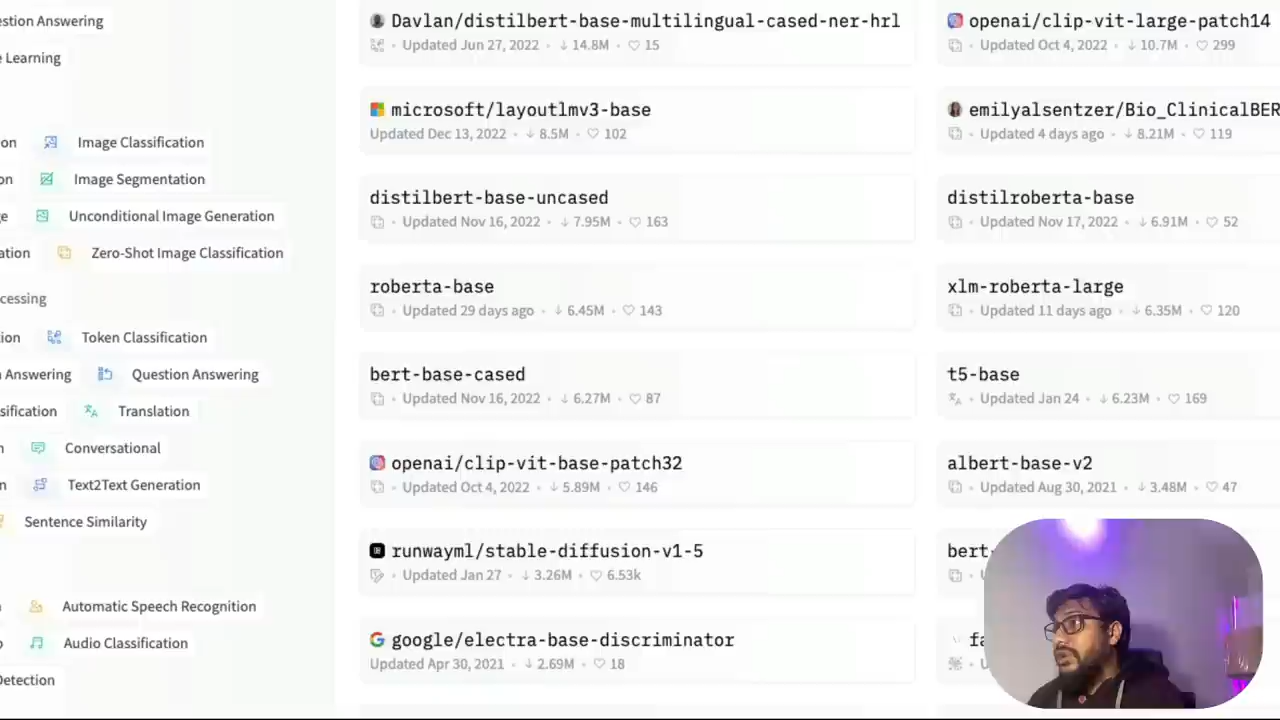 estion Answering
e Learning
on Image Classification
on Image Segmentation
ge Unconditional Image Generation
ation Zero-Shot Image Classification
cessing
ion Token Classification
n Answering Question Answering
sification Translation
n Conversational
n Text2Text Generation
Sentence Similarity
n Automatic Speech Recognition
o Audio Classification
Detection
Davlan/distilbert-base-multilingual-cased-ner-hrl
• Updated Jun 27, 2022 • ↓ 14.8M • ♡ 15
microsoft/layoutlmv3-base
Updated Dec 13, 2022 • ↓ 8.5M • ♡ 102
distilbert-base-uncased
• Updated Nov 16, 2022 • ↓ 7.95M • ♡ 163
roberta-base
• Updated 29 days ago • ↓ 6.45M • ♡ 143
bert-base-cased
• Updated Nov 16, 2022 • ↓ 6.27M • ♡ 87
openai/clip-vit-base-patch32
• Updated Oct 4, 2022 • ↓ 5.89M • ♡ 146
runwayml/stable-diffusion-v1-5
• Updated Jan 27 • ↓ 3.26M • ♡ 6.53k
google/electra-base-discriminator
Updated Apr 30, 2021 • ↓ 2.69M • ♡ 18
openai/clip-vit-large-patch14
• Updated Oct 4, 2022 • ↓ 10.7M • ♡ 299
emilyalsentzer/Bio_ClinicalBER
• Updated 4 days ago • ↓ 8.21M • ♡ 119
distilroberta-base
• Updated Nov 17, 2022 • ↓ 6.91M • ♡ 52
xlm-roberta-large
• Updated 11 days ago • ↓ 6.35M • ♡ 120
t5-base
• Updated Jan 24 • ↓ 6.23M • ♡ 169
albert-base-v2
• Updated Aug 30, 2021 • ↓ 3.48M • ♡ 47
bert-
fa